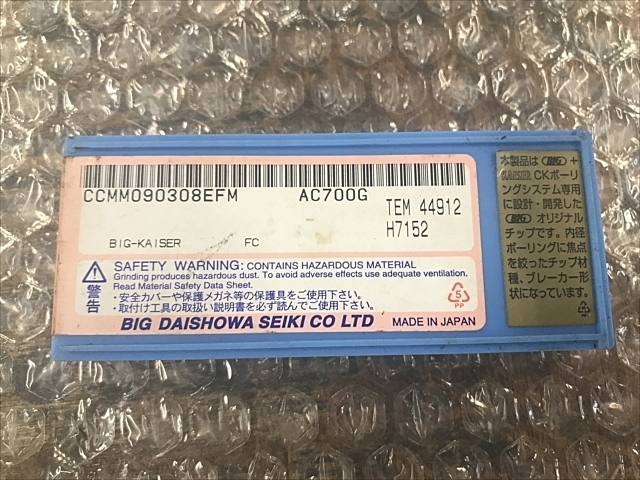 CCMM090308EFM AC700G
TEM 44912
H7152
BIG-KAISER FC
SAFETY WARNING: CONTAINS HAZARDOUS MATERIAL
Grinding produces hazardous dust. To avoid adverse effects use adequate ventilation.
Read Material Safety Data Sheet.
警告
・安全カバーや保護メガネ等の保護具をご使用下さい。
・取付け工具の取扱い説明書を必ず読んでご使用下さい。
BIG DAISHOWA SEIKI CO LTD MADE IN JAPAN
5
PP
本製品は BIG +
KAISER CKボーリ
ングシステム専用
に設計・開発した
BIG オリジナル
チップです。内径
ボーリングに焦点
を絞ったチップ材
種、ブレーカー形
状になっています。